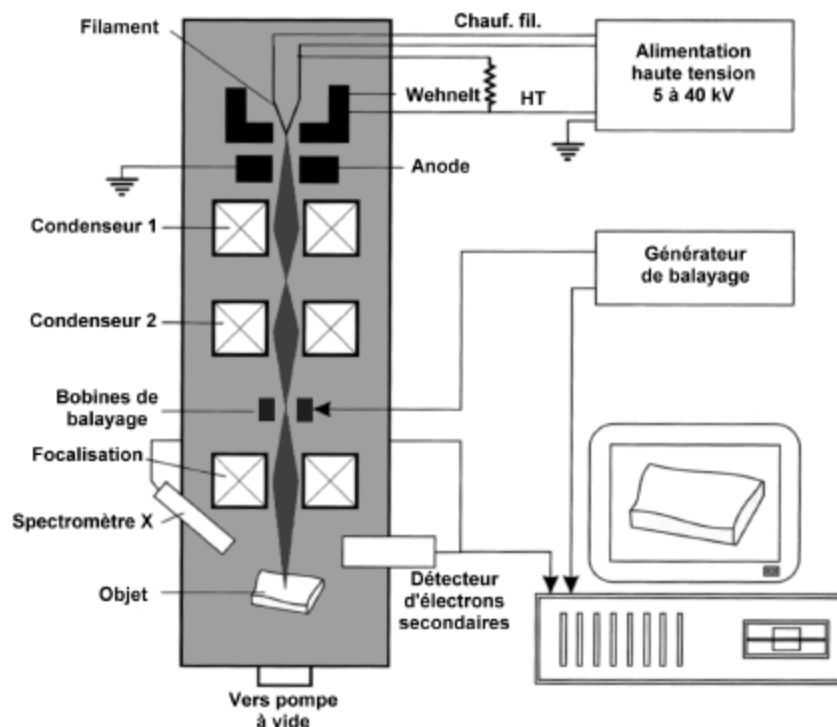 Filament
Chauf. fil.
Alimentation
haute tension
5 à 40 kV
Wehnelt
HT
Anode
Condenseur 1
Générateur
de balayage
Condenseur 2
Bobines de
balayage
Focalisation
Spectromètre X
Objet
Détecteur
d'électrons
secondaires
Vers pompe
à vide